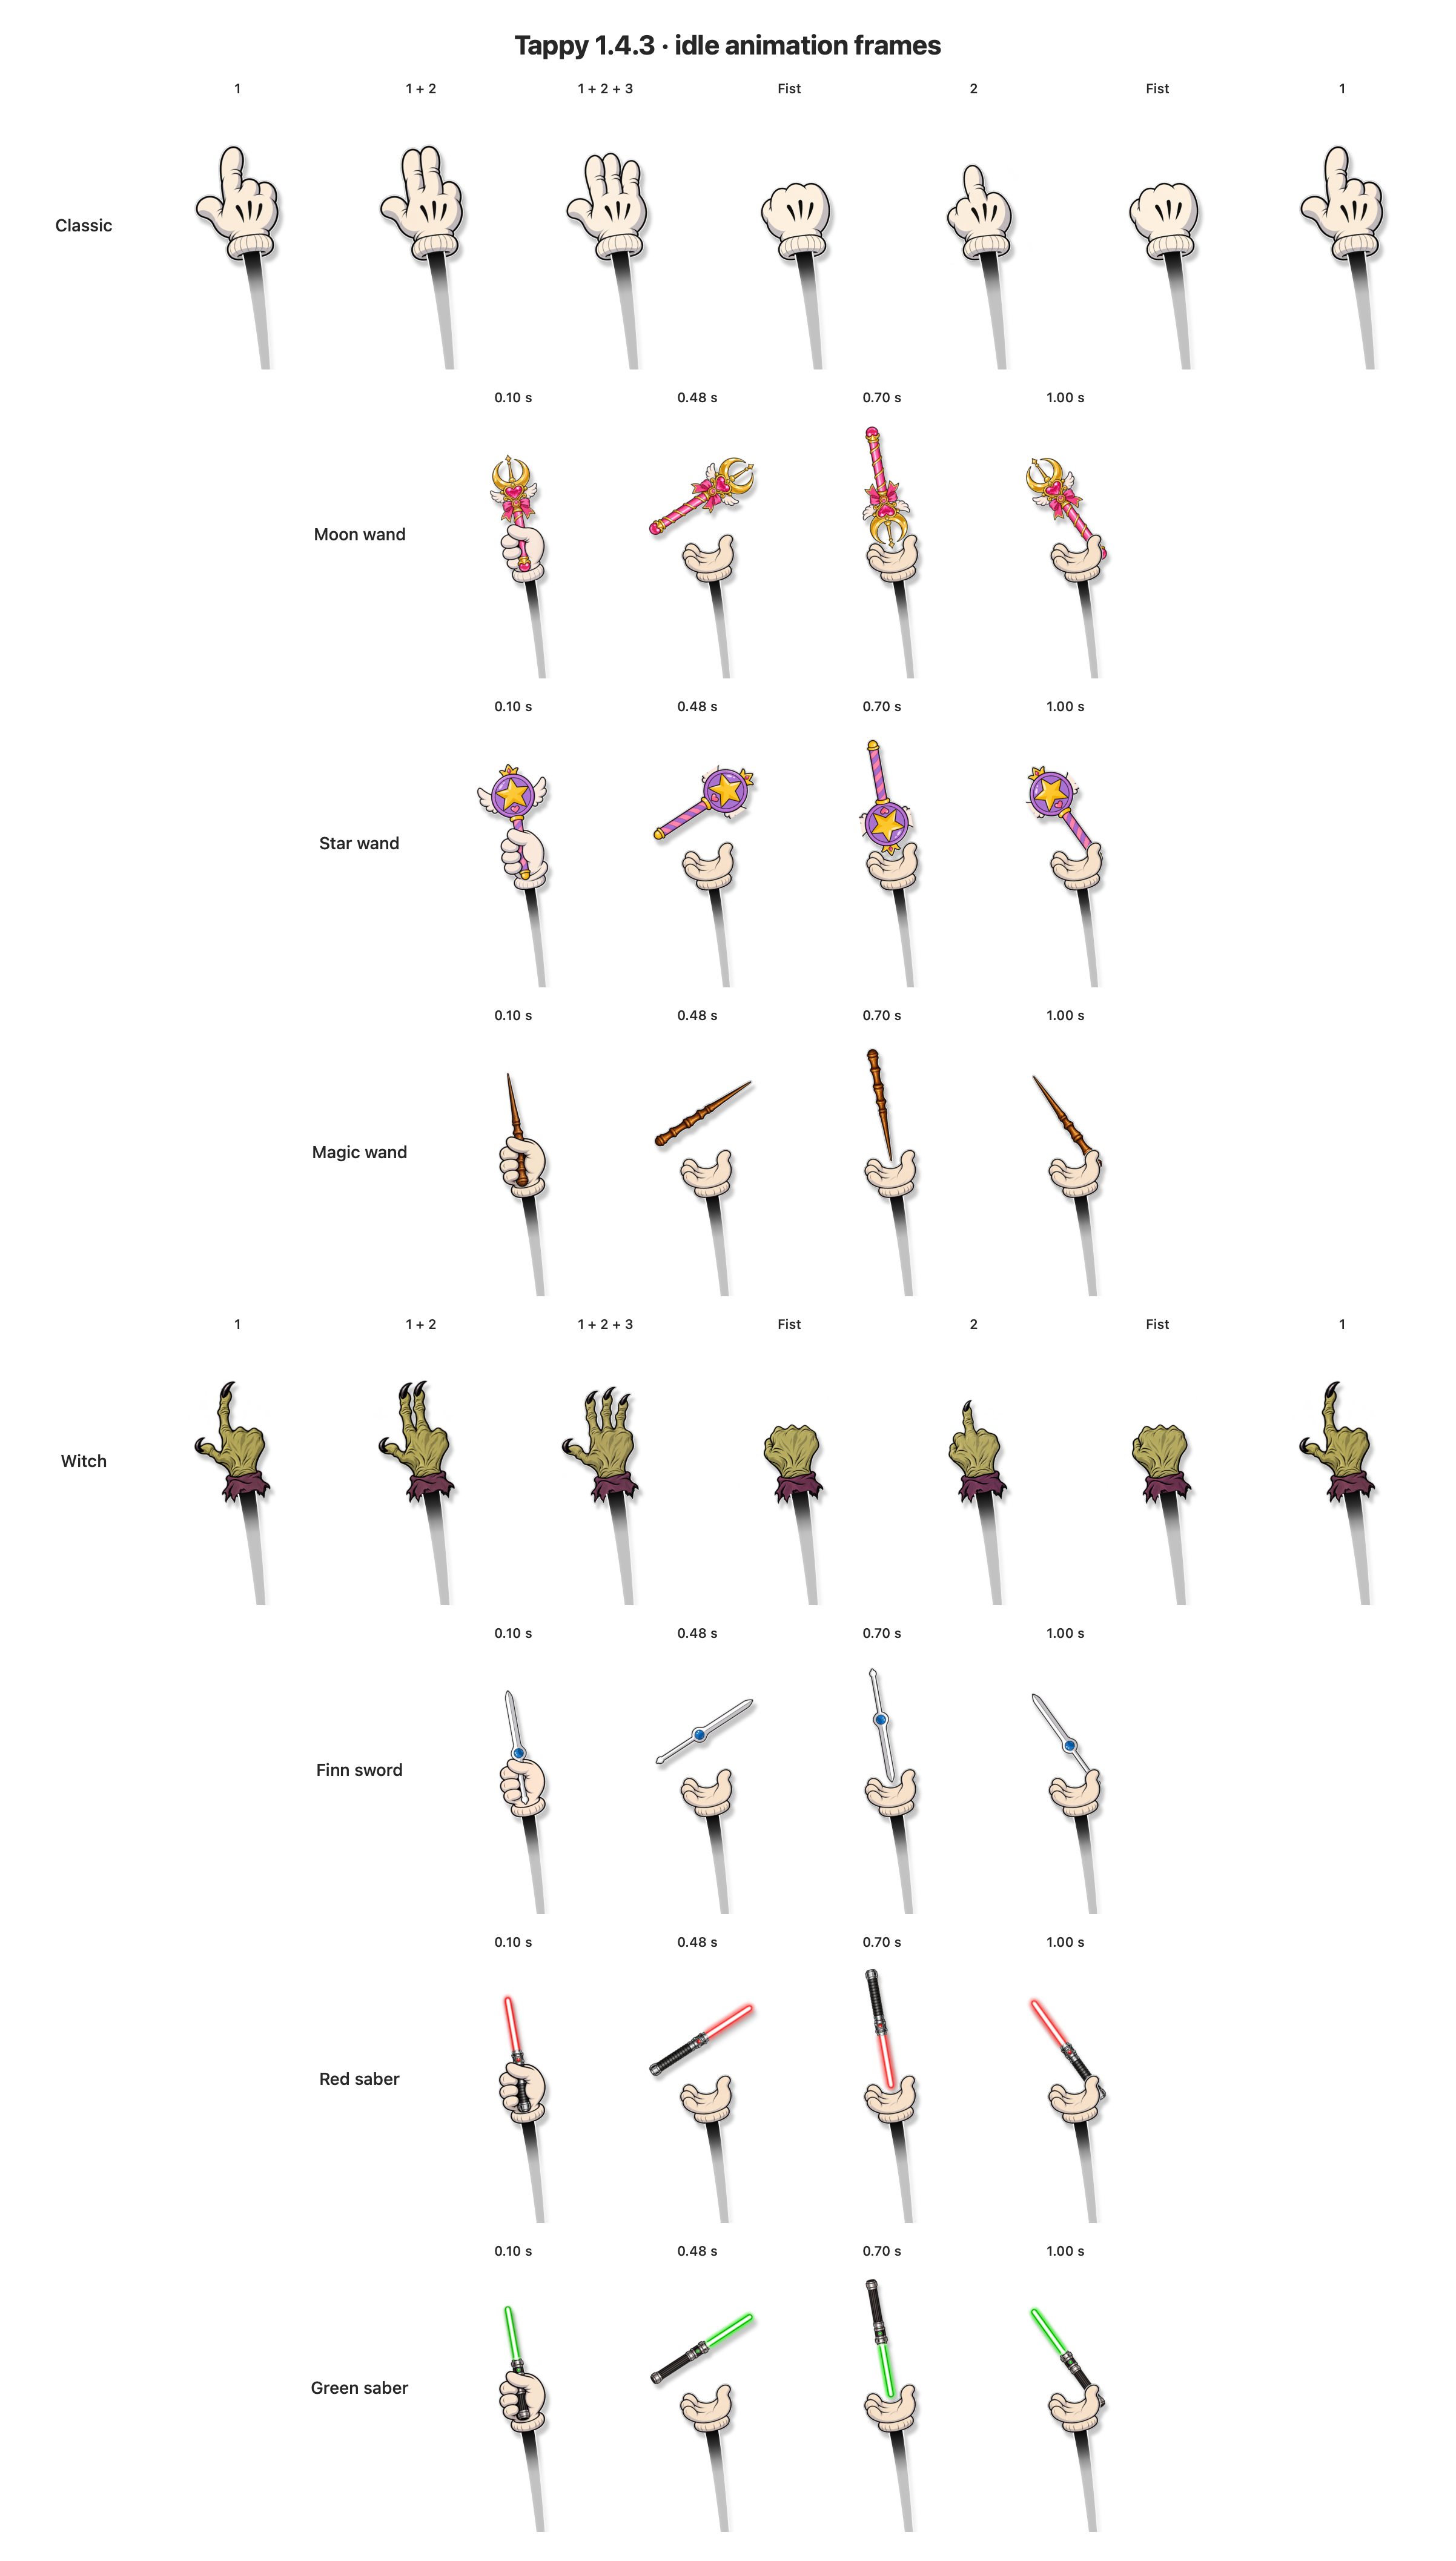 Tappy 1.4.3 · idle animation frames
1 1 + 2 1 + 2 + 3 Fist 2 Fist 1
Classic
0.10 s 0.48 s 0.70 s 1.00 s
Moon wand
0.10 s 0.48 s 0.70 s 1.00 s
Star wand
0.10 s 0.48 s 0.70 s 1.00 s
Magic wand
1 1 + 2 1 + 2 + 3 Fist 2 Fist 1
Witch
0.10 s 0.48 s 0.70 s 1.00 s
Finn sword
0.10 s 0.48 s 0.70 s 1.00 s
Red saber
0.10 s 0.48 s 0.70 s 1.00 s
Green saber